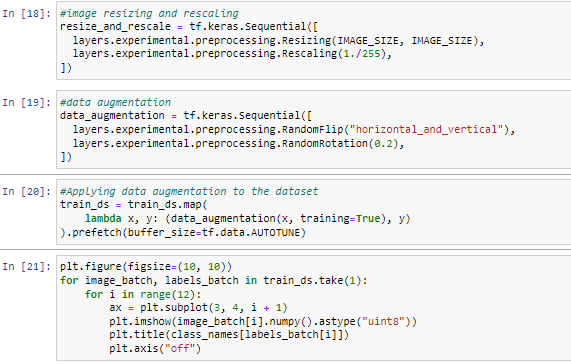 In [18]: #image resizing and rescaling
resize_and_rescale = tf.keras.Sequential([
  layers.experimental.preprocessing.Resizing(IMAGE_SIZE, IMAGE_SIZE),
  layers.experimental.preprocessing.Rescaling(1./255),
])
In [19]: #data augmentation
data_augmentation = tf.keras.Sequential([
  layers.experimental.preprocessing.RandomFlip("horizontal_and_vertical"),
  layers.experimental.preprocessing.RandomRotation(0.2),
])
In [20]: #Applying data augmentation to the dataset
train_ds = train_ds.map(
    lambda x, y: (data_augmentation(x, training=True), y)
).prefetch(buffer_size=tf.data.AUTOTUNE)
In [21]: plt.figure(figsize=(10, 10))
for image_batch, labels_batch in train_ds.take(1):
    for i in range(12):
        ax = plt.subplot(3, 4, i + 1)
        plt.imshow(image_batch[i].numpy().astype("uint8"))
        plt.title(class_names[labels_batch[i]])
        plt.axis("off")